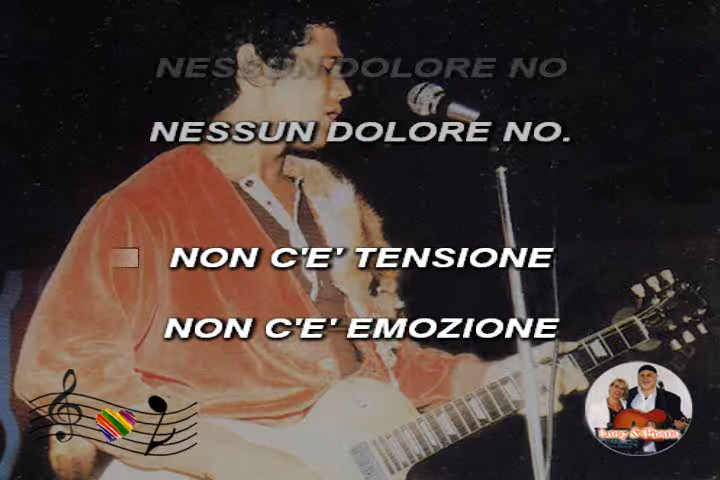 NESSUN DOLORE NO
NESSUN DOLORE NO.
NON C'E' TENSIONE
NON C'E' EMOZIONE